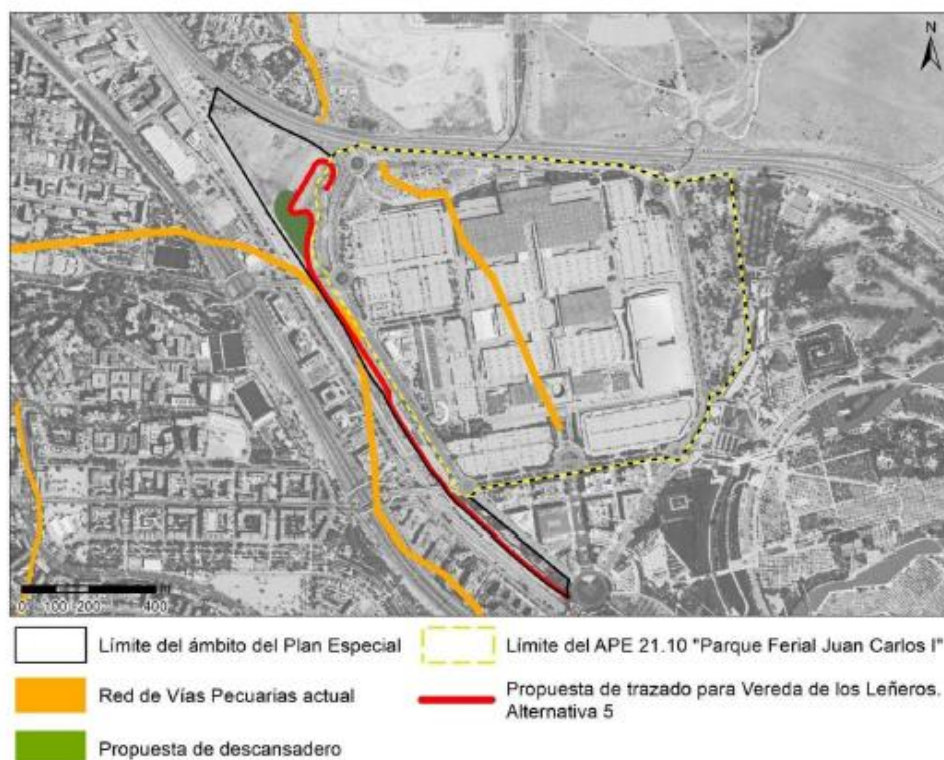 N
0 100 200 400
Límite del ámbito del Plan Especial
Límite del APE 21.10 "Parque Ferial Juan Carlos I"
Red de Vías Pecuarias actual
Propuesta de trazado para Vereda de los Leñeros.
Alternativa 5
Propuesta de descansadero